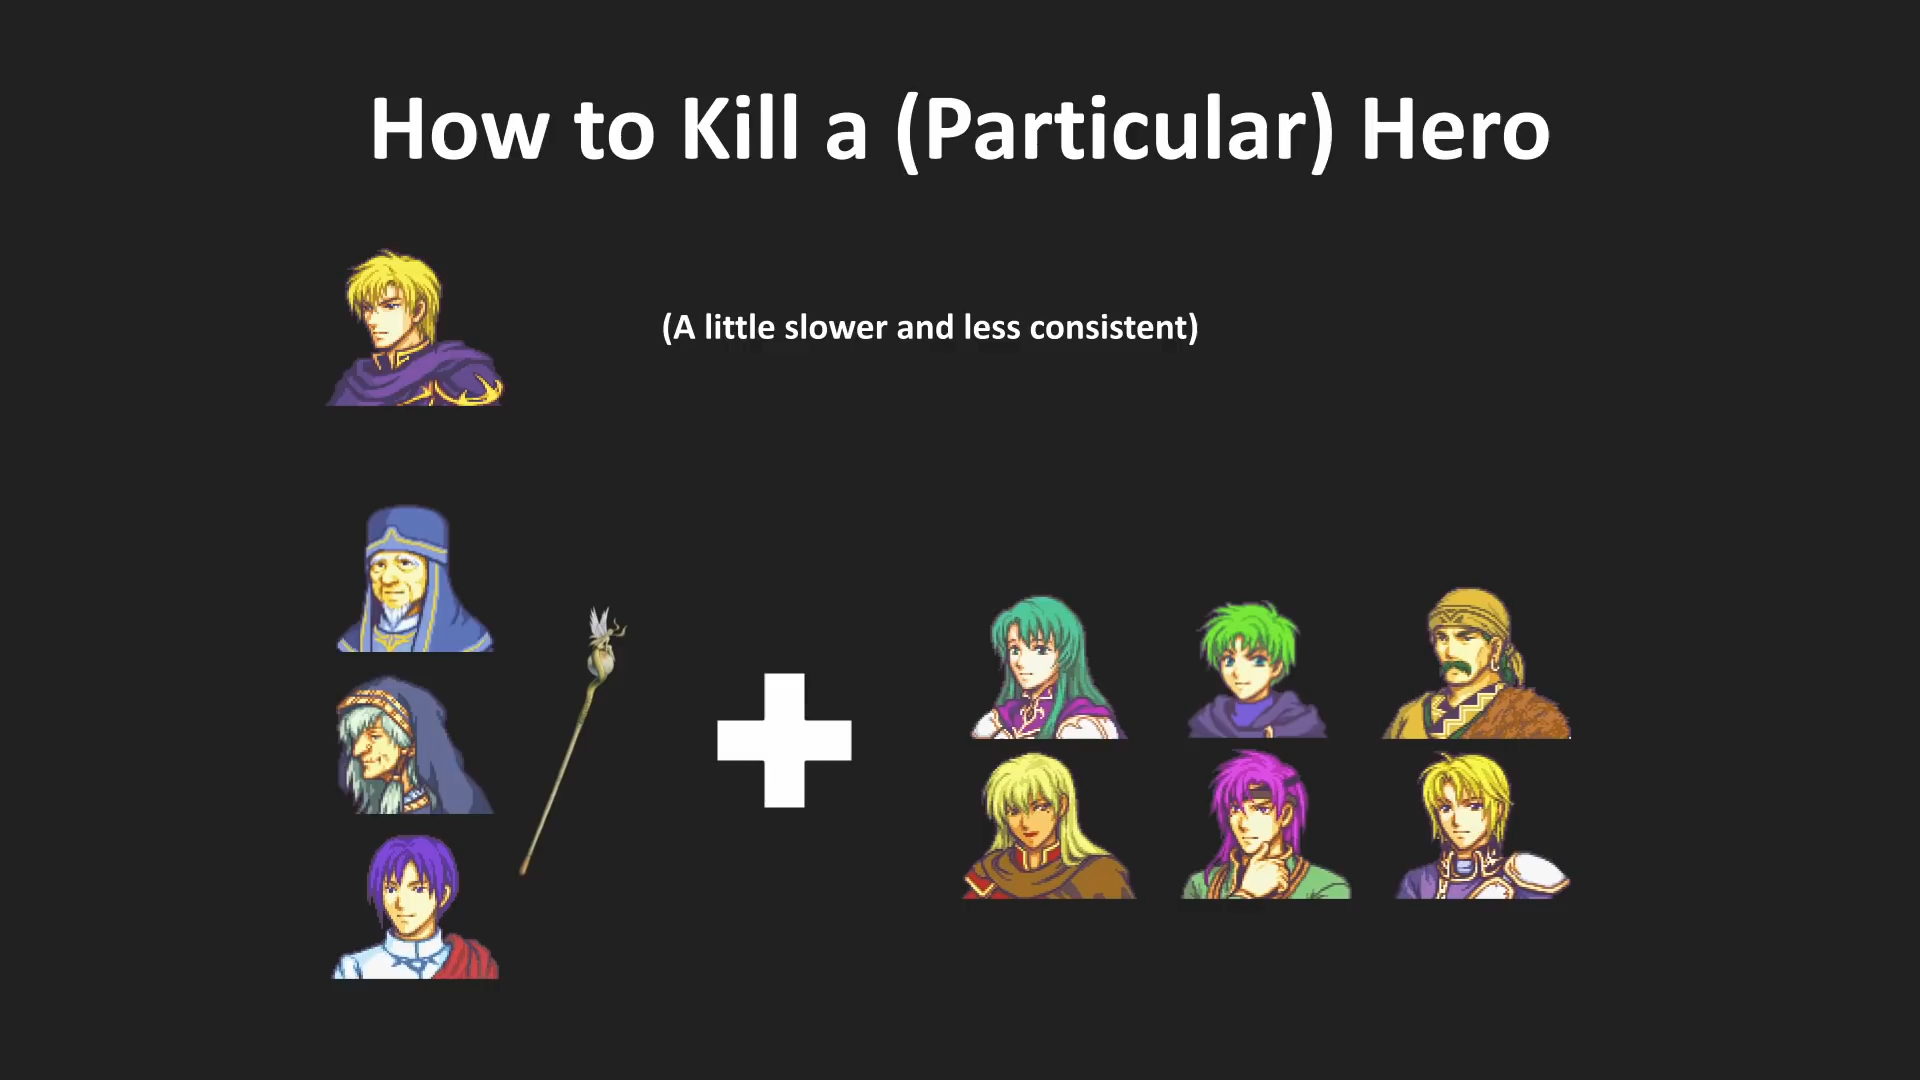 How to Kill a (Particular) Hero
(A little slower and less consistent)